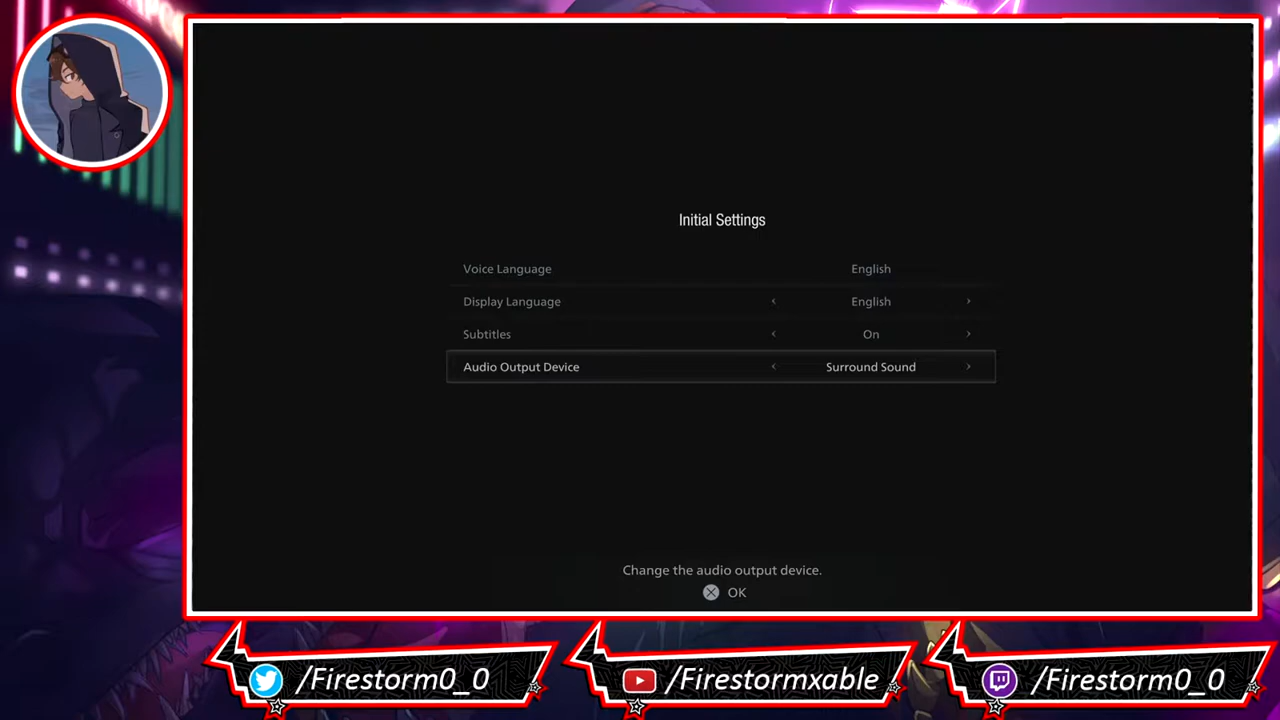 Initial Settings
Voice Language English
Display Language ‹ English ›
Subtitles ‹ On ›
Audio Output Device ‹ Surround Sound ›
Change the audio output device.
OK
/Firestorm0_0 /Firestormxable /Firestorm0_0